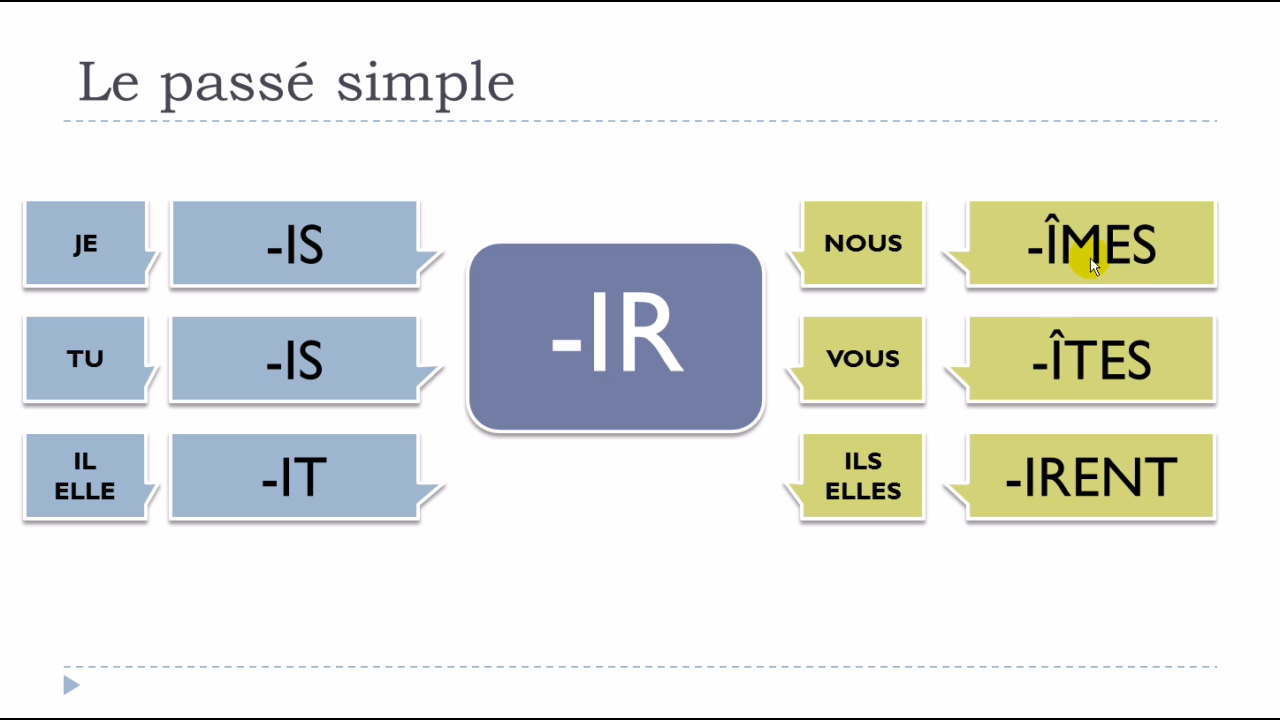 Le passé simple
JE
-IS
TU
-IS
IL
ELLE
-IT
-IR
NOUS
-ÎMES
VOUS
-ÎTES
ILS
ELLES
-IRENT